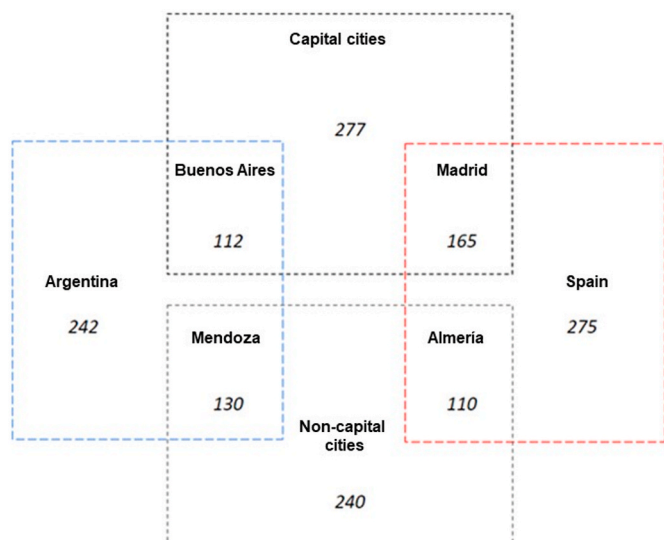 Capital cities
277
Buenos Aires
Madrid
112
165
Argentina
Spain
242
275
Mendoza
Almería
130
110
Non-capital
cities
240